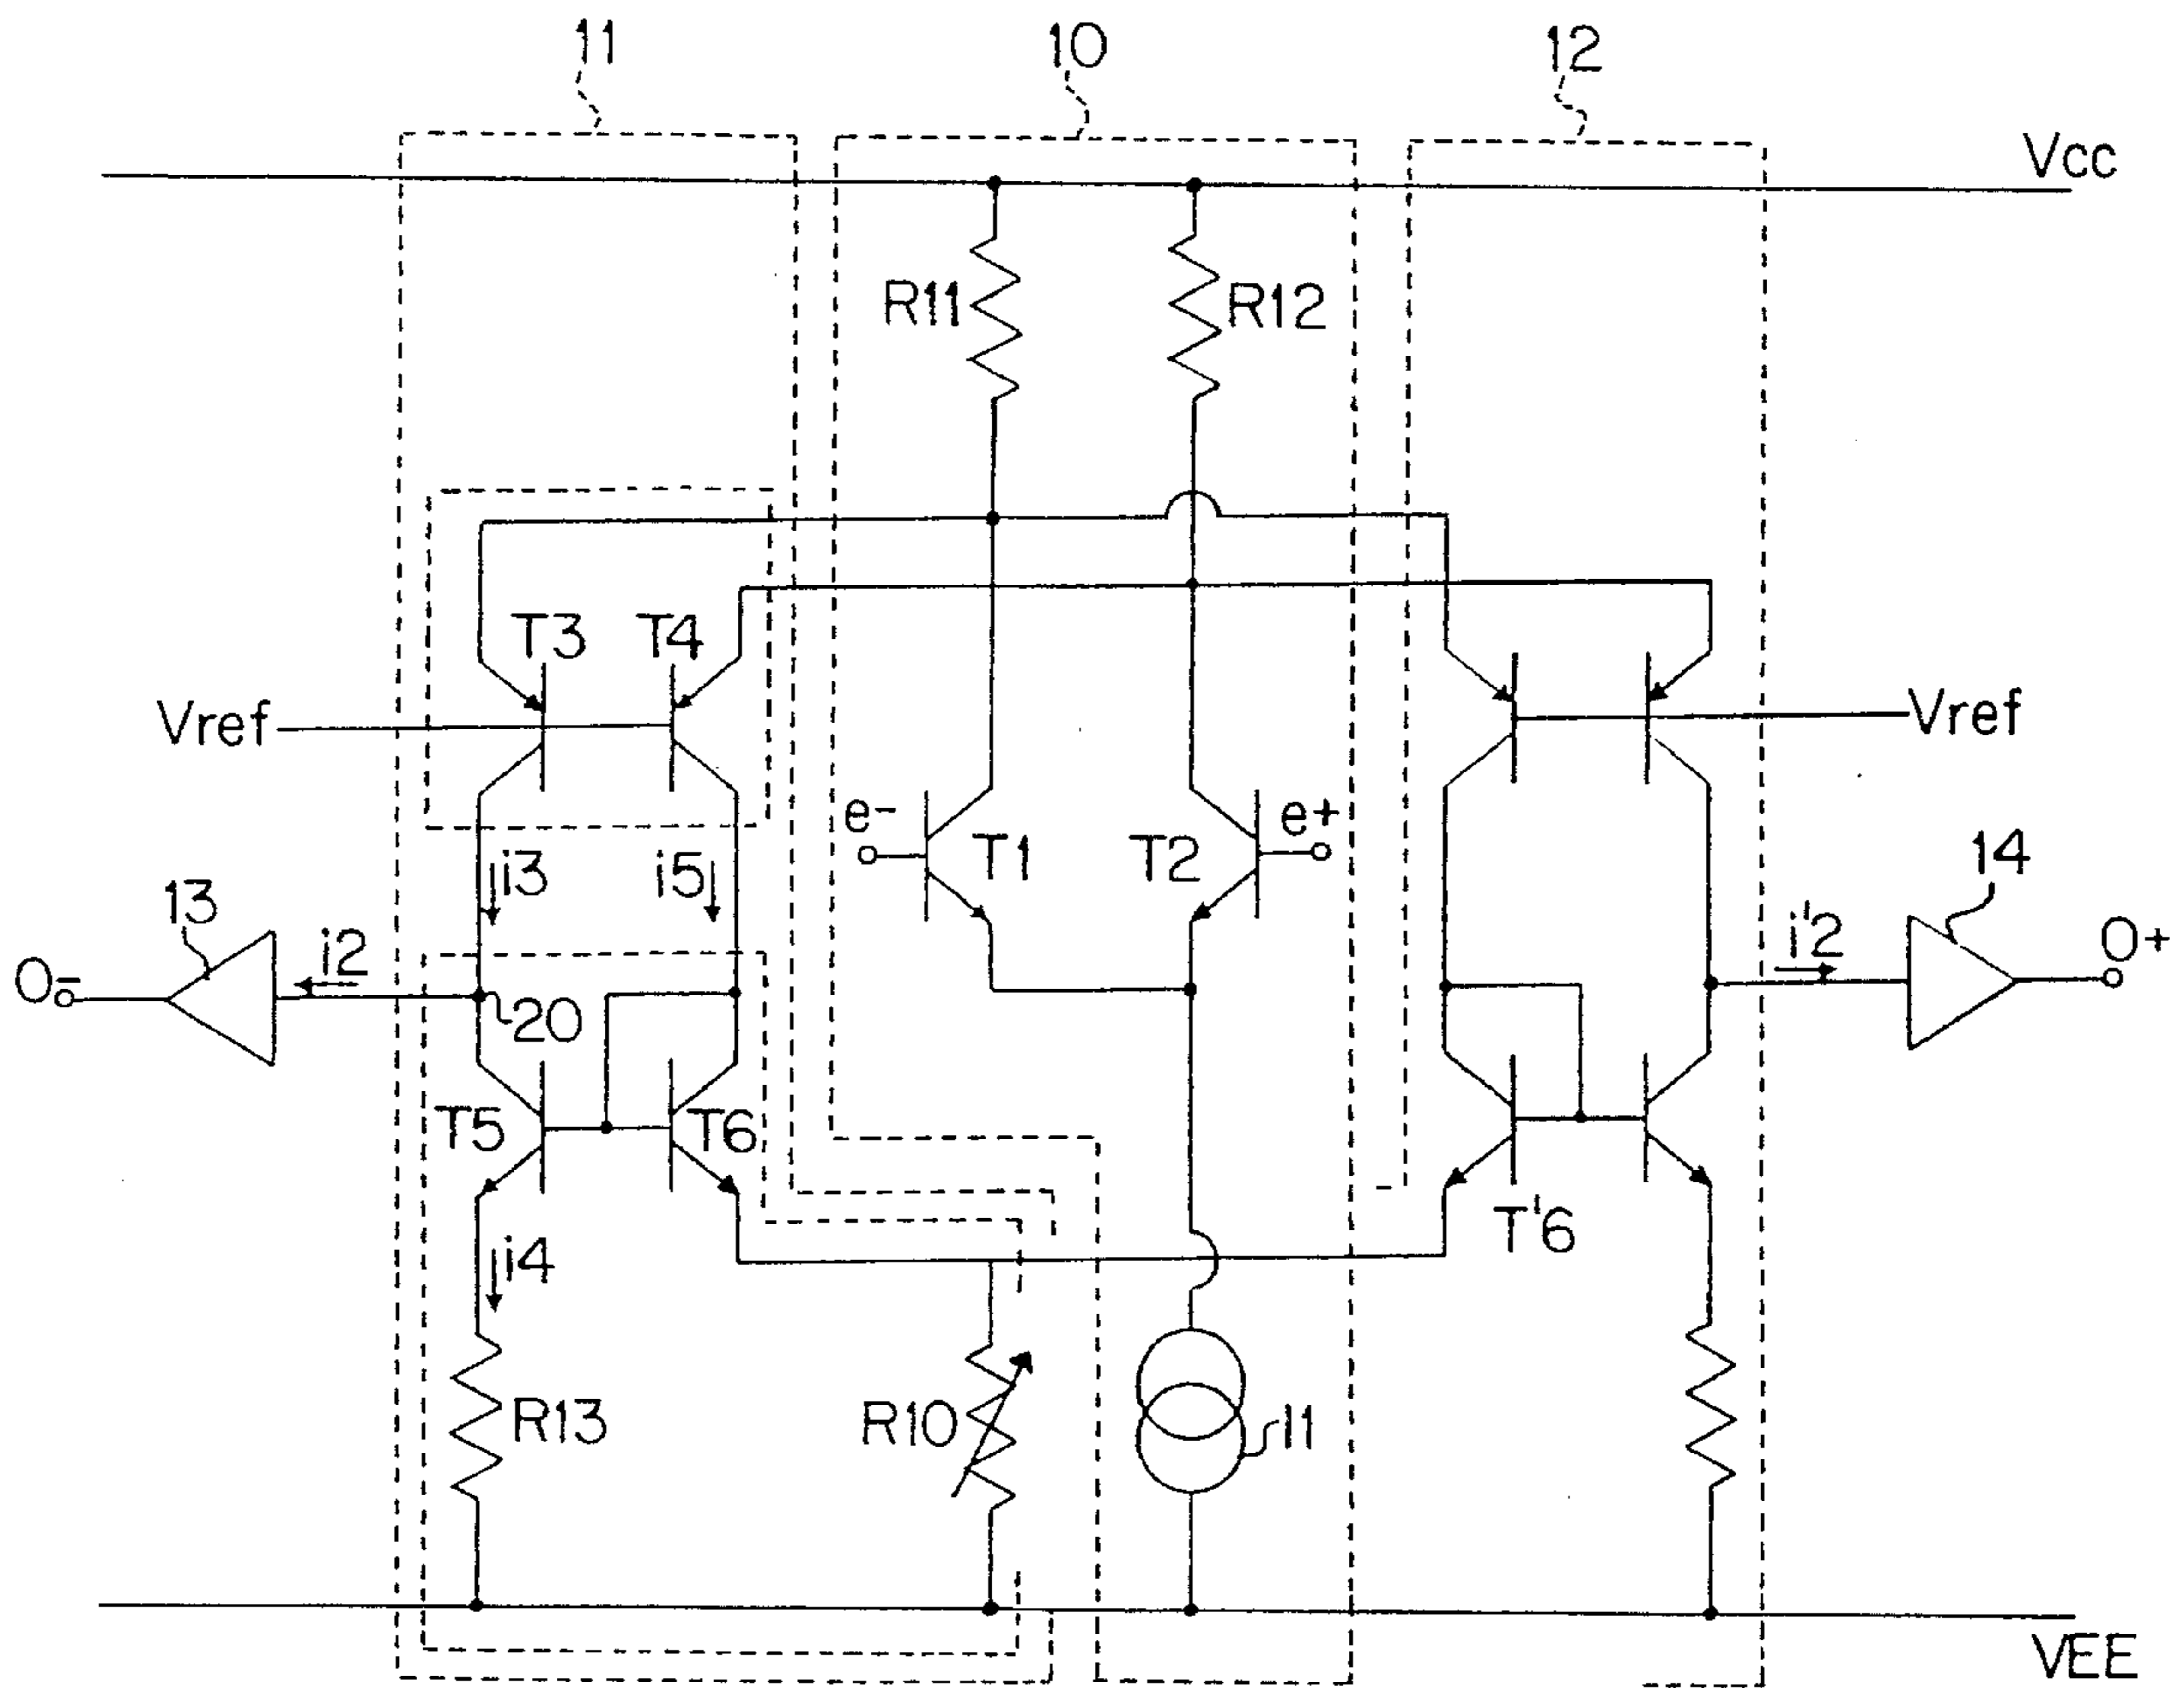 11
10
12
Vcc
R11
R12
T3
T4
Vref
Vref
e-
T1
T2
e+
i3
i5
13
14
O-
i2
20
i'2
O+
T5
T6
T'6
i4
R13
R10
I1
VEE